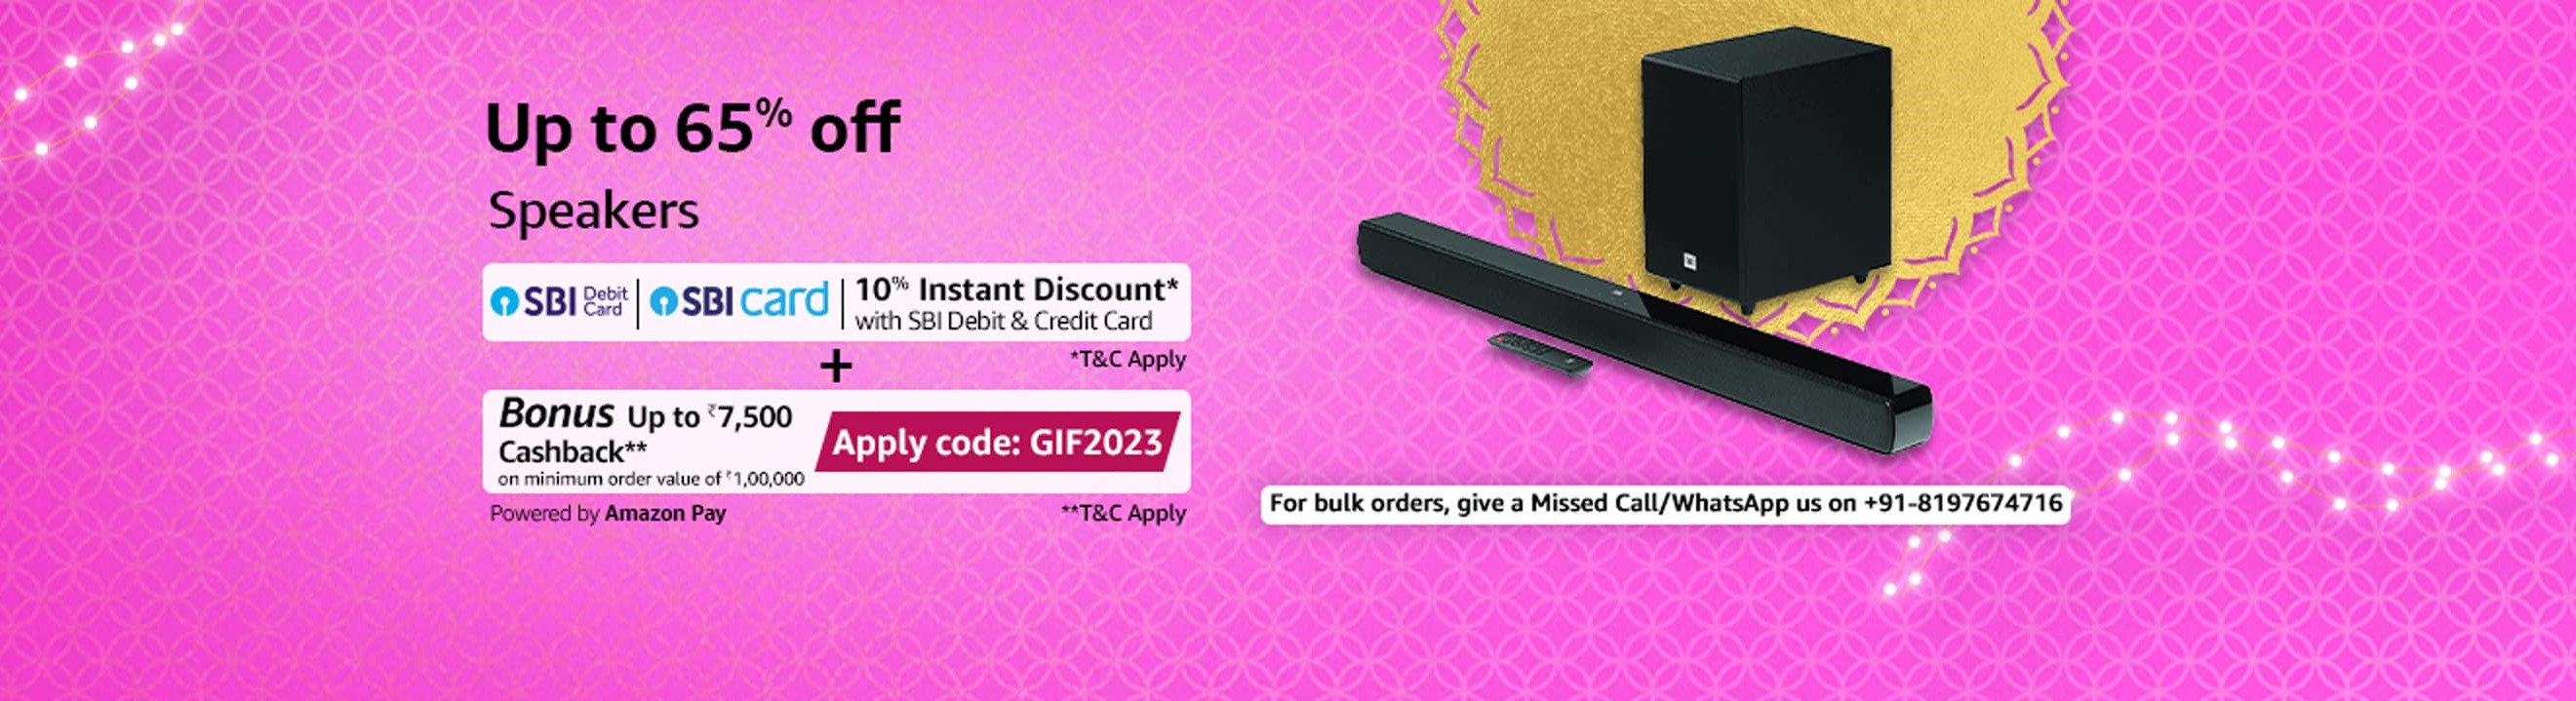 Up to 65% off
Speakers
SBI Debit Card | SBI card | 10% Instant Discount*
with SBI Debit & Credit Card
+
*T&C Apply
Bonus Up to ₹7,500
Cashback**
on minimum order value of ₹1,00,000
Apply code: GIF2023
Powered by Amazon Pay
**T&C Apply
For bulk orders, give a Missed Call/WhatsApp us on +91-8197674716